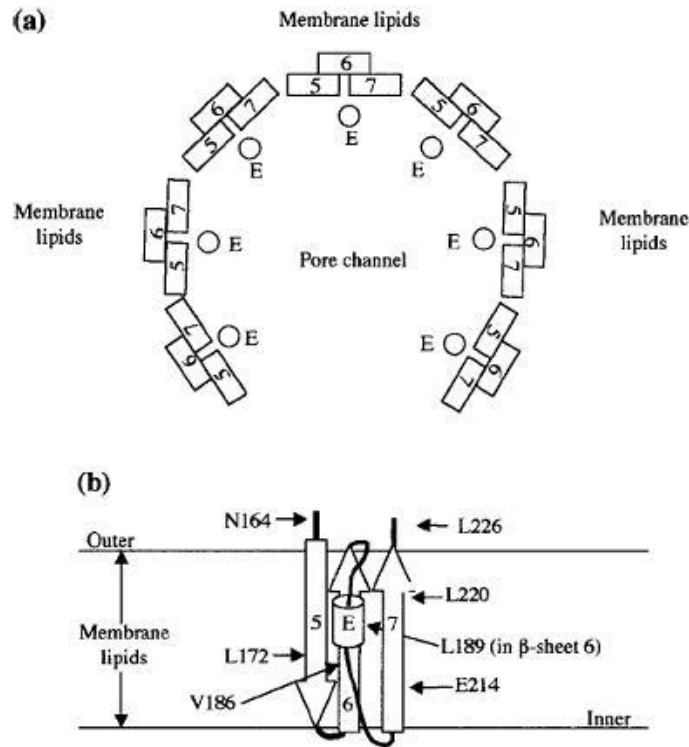 (a)
Membrane lipids
6
5 7
6
7
5
E
E
5
6
7
E
Membrane
lipids
7
6
5
E
Pore channel
E
5
6
7
Membrane
lipids
7
6
5
E
E
5
6
7
(b)
N164
L226
Outer
L220
Membrane
lipids
5
E
7
L189 (in β-sheet 6)
L172
E214
V186
6
Inner